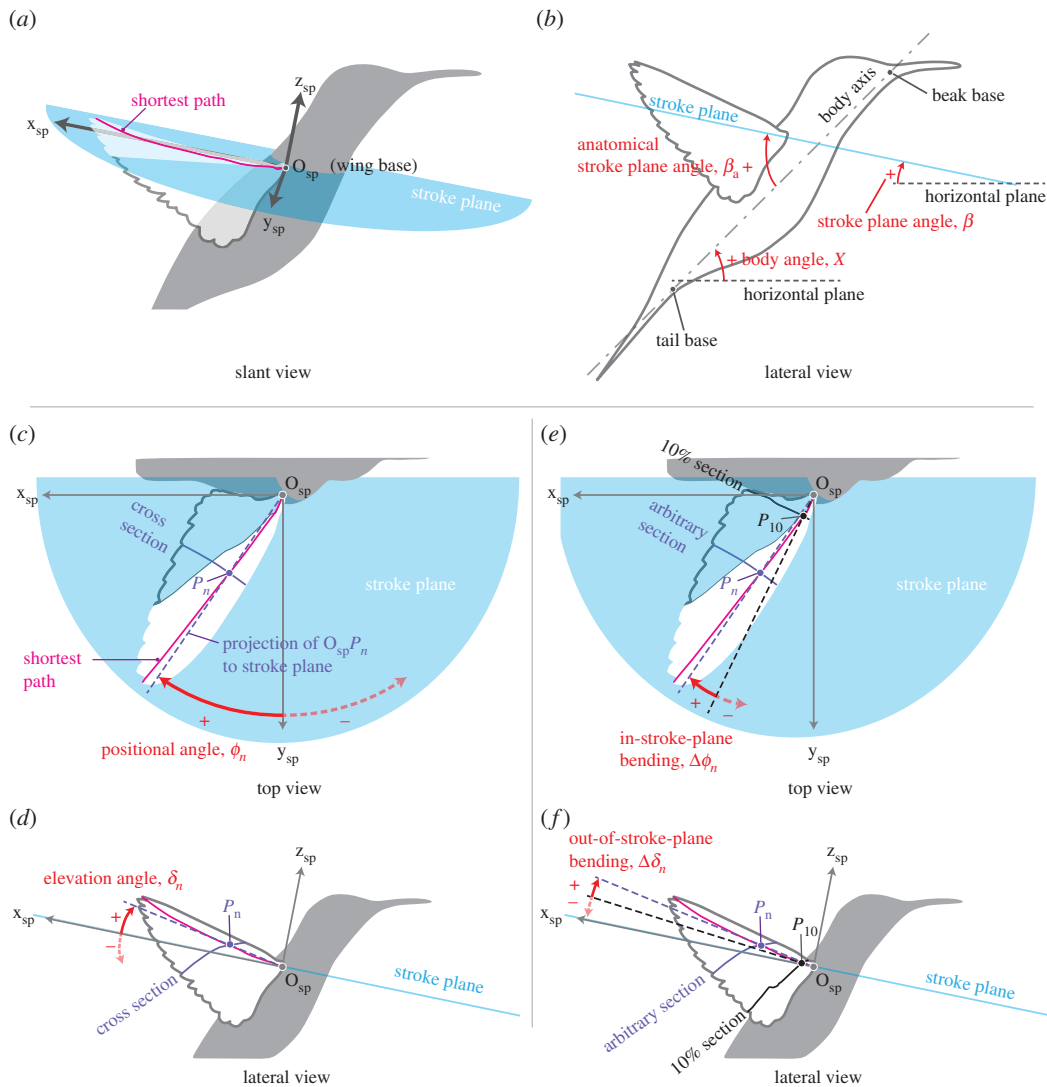 (a)
z_sp
shortest path
x_sp
O_sp (wing base)
stroke plane
y_sp
slant view
(b)
body axis
beak base
stroke plane
anatomical
stroke plane angle, β_a +
+
horizontal plane
stroke plane angle, β
+ body angle, X
horizontal plane
tail base
lateral view
(c)
O_sp
x_sp
cross
section
P_n
stroke plane
projection of O_spP_n
to stroke plane
shortest
path
+
−
positional angle, ϕ_n
y_sp
top view
(e)
10% section
O_sp
x_sp
P_10
arbitrary
section
P_n
stroke plane
+
−
in-stroke-plane
bending, Δϕ_n
y_sp
top view
(d)
z_sp
elevation angle, δ_n
x_sp
+
−
P_n
O_sp
stroke plane
cross section
lateral view
(f)
out-of-stroke-plane
bending, Δδ_n
z_sp
+
−
x_sp
P_n
P_10
O_sp
stroke plane
arbitrary section
10% section
lateral view